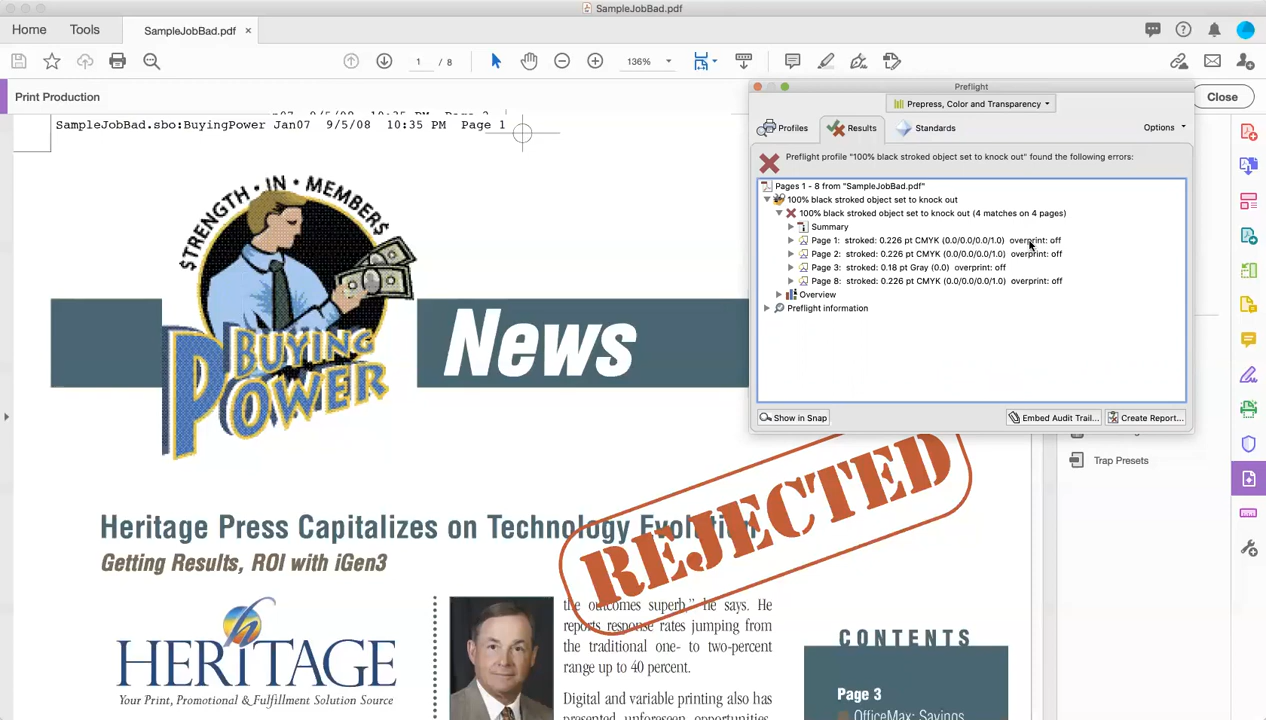 SampleJobBad.pdf
Home
Tools
SampleJobBad.pdf ×
1 / 8
136%
Print Production
Close
SampleJobBad.sbo:BuyingPower Jan07 9/5/08 10:35 PM Page 1
Preflight
Prepress, Color and Transparency
Profiles
Results
Standards
Options
Preflight profile "100% black stroked object set to knock out" found the following errors:
Pages 1 - 8 from "SampleJobBad.pdf"
100% black stroked object set to knock out
100% black stroked object set to knock out (4 matches on 4 pages)
Summary
Page 1: stroked: 0.226 pt CMYK (0.0/0.0/0.0/1.0) overprint: off
Page 2: stroked: 0.226 pt CMYK (0.0/0.0/0.0/1.0) overprint: off
Page 3: stroked: 0.18 pt Gray (0.0) overprint: off
Page 8: stroked: 0.226 pt CMYK (0.0/0.0/0.0/1.0) overprint: off
Overview
Preflight information
Show in Snap
Embed Audit Trail...
Create Report...
Trap Presets
$TRENGTH · IN · MEMBER$
BUYING
POWER
News
REJECTED
Heritage Press Capitalizes on Technology Evolution
Getting Results, ROI with iGen3
h
HERITAGE
Your Print, Promotional & Fulfillment Solution Source
the outcomes superb," he says. He
reports response rates jumping from
the traditional one- to two-percent
range up to 40 percent.
Digital and variable printing also has
presented unforeseen opportunities.
CONTENTS
Page 3
OfficeMax: Savings